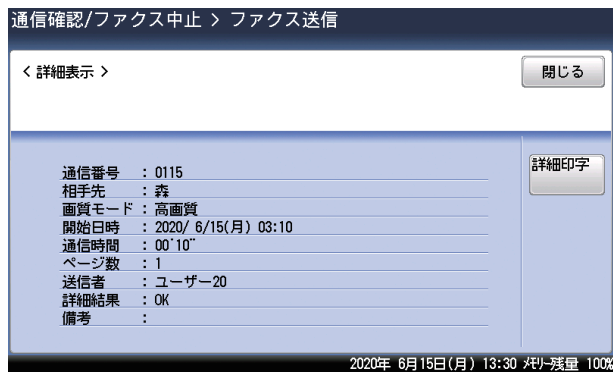 通信確認/ファクス中止 > ファクス送信
< 詳細表示 >
閉じる
詳細印字
通信番号 : 0115
相手先 : 森
画質モード : 高画質
開始日時 : 2020/ 6/15(月) 03:10
通信時間 : 00'10"
ページ数 : 1
送信者 : ユーザー20
詳細結果 : OK
備考 :
2020年 6月15日(月) 13:30 メモリー残量 100%